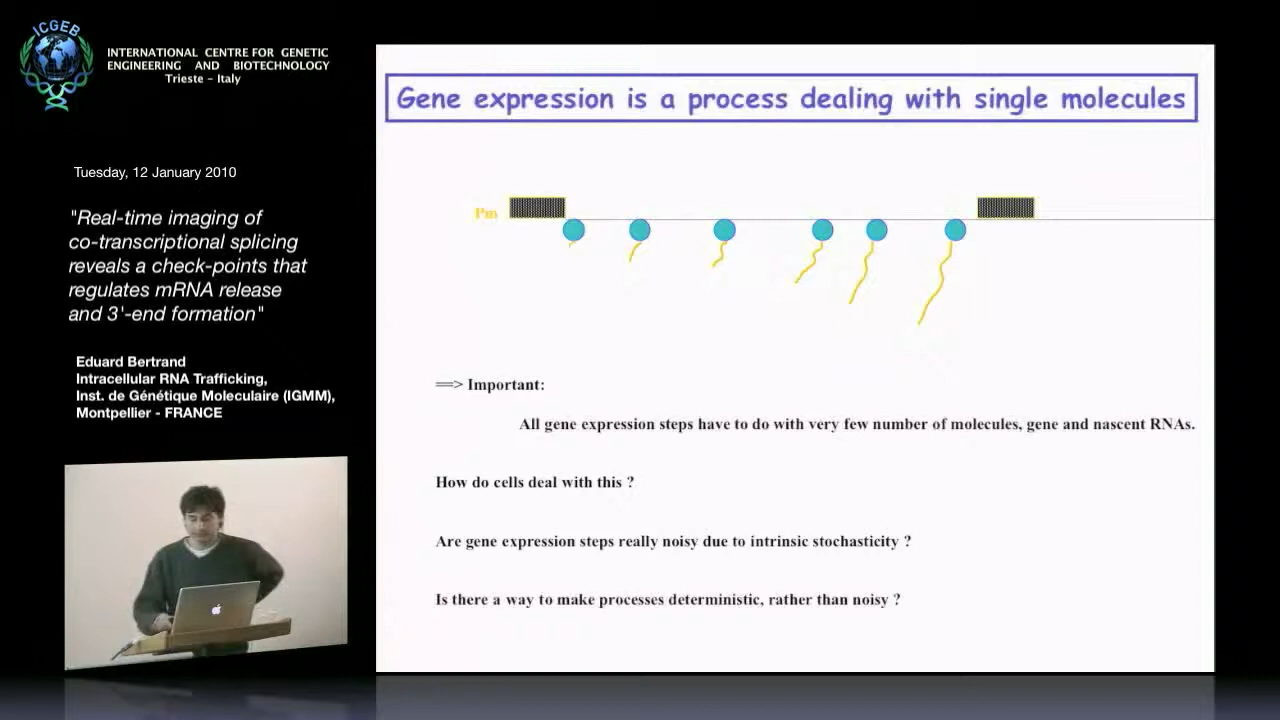 ICGEB
INTERNATIONAL CENTRE FOR GENETIC
ENGINEERING AND BIOTECHNOLOGY
Trieste - Italy
Tuesday, 12 January 2010
"Real-time imaging of
co-transcriptional splicing
reveals a check-points that
regulates mRNA release
and 3'-end formation"
Eduard Bertrand
Intracellular RNA Trafficking,
Inst. de Génétique Moleculaire (IGMM),
Montpellier - FRANCE
Gene expression is a process dealing with single molecules
Pm
==> Important:
All gene expression steps have to do with very few number of molecules, gene and nascent RNAs.
How do cells deal with this ?
Are gene expression steps really noisy due to intrinsic stochasticity ?
Is there a way to make processes deterministic, rather than noisy ?